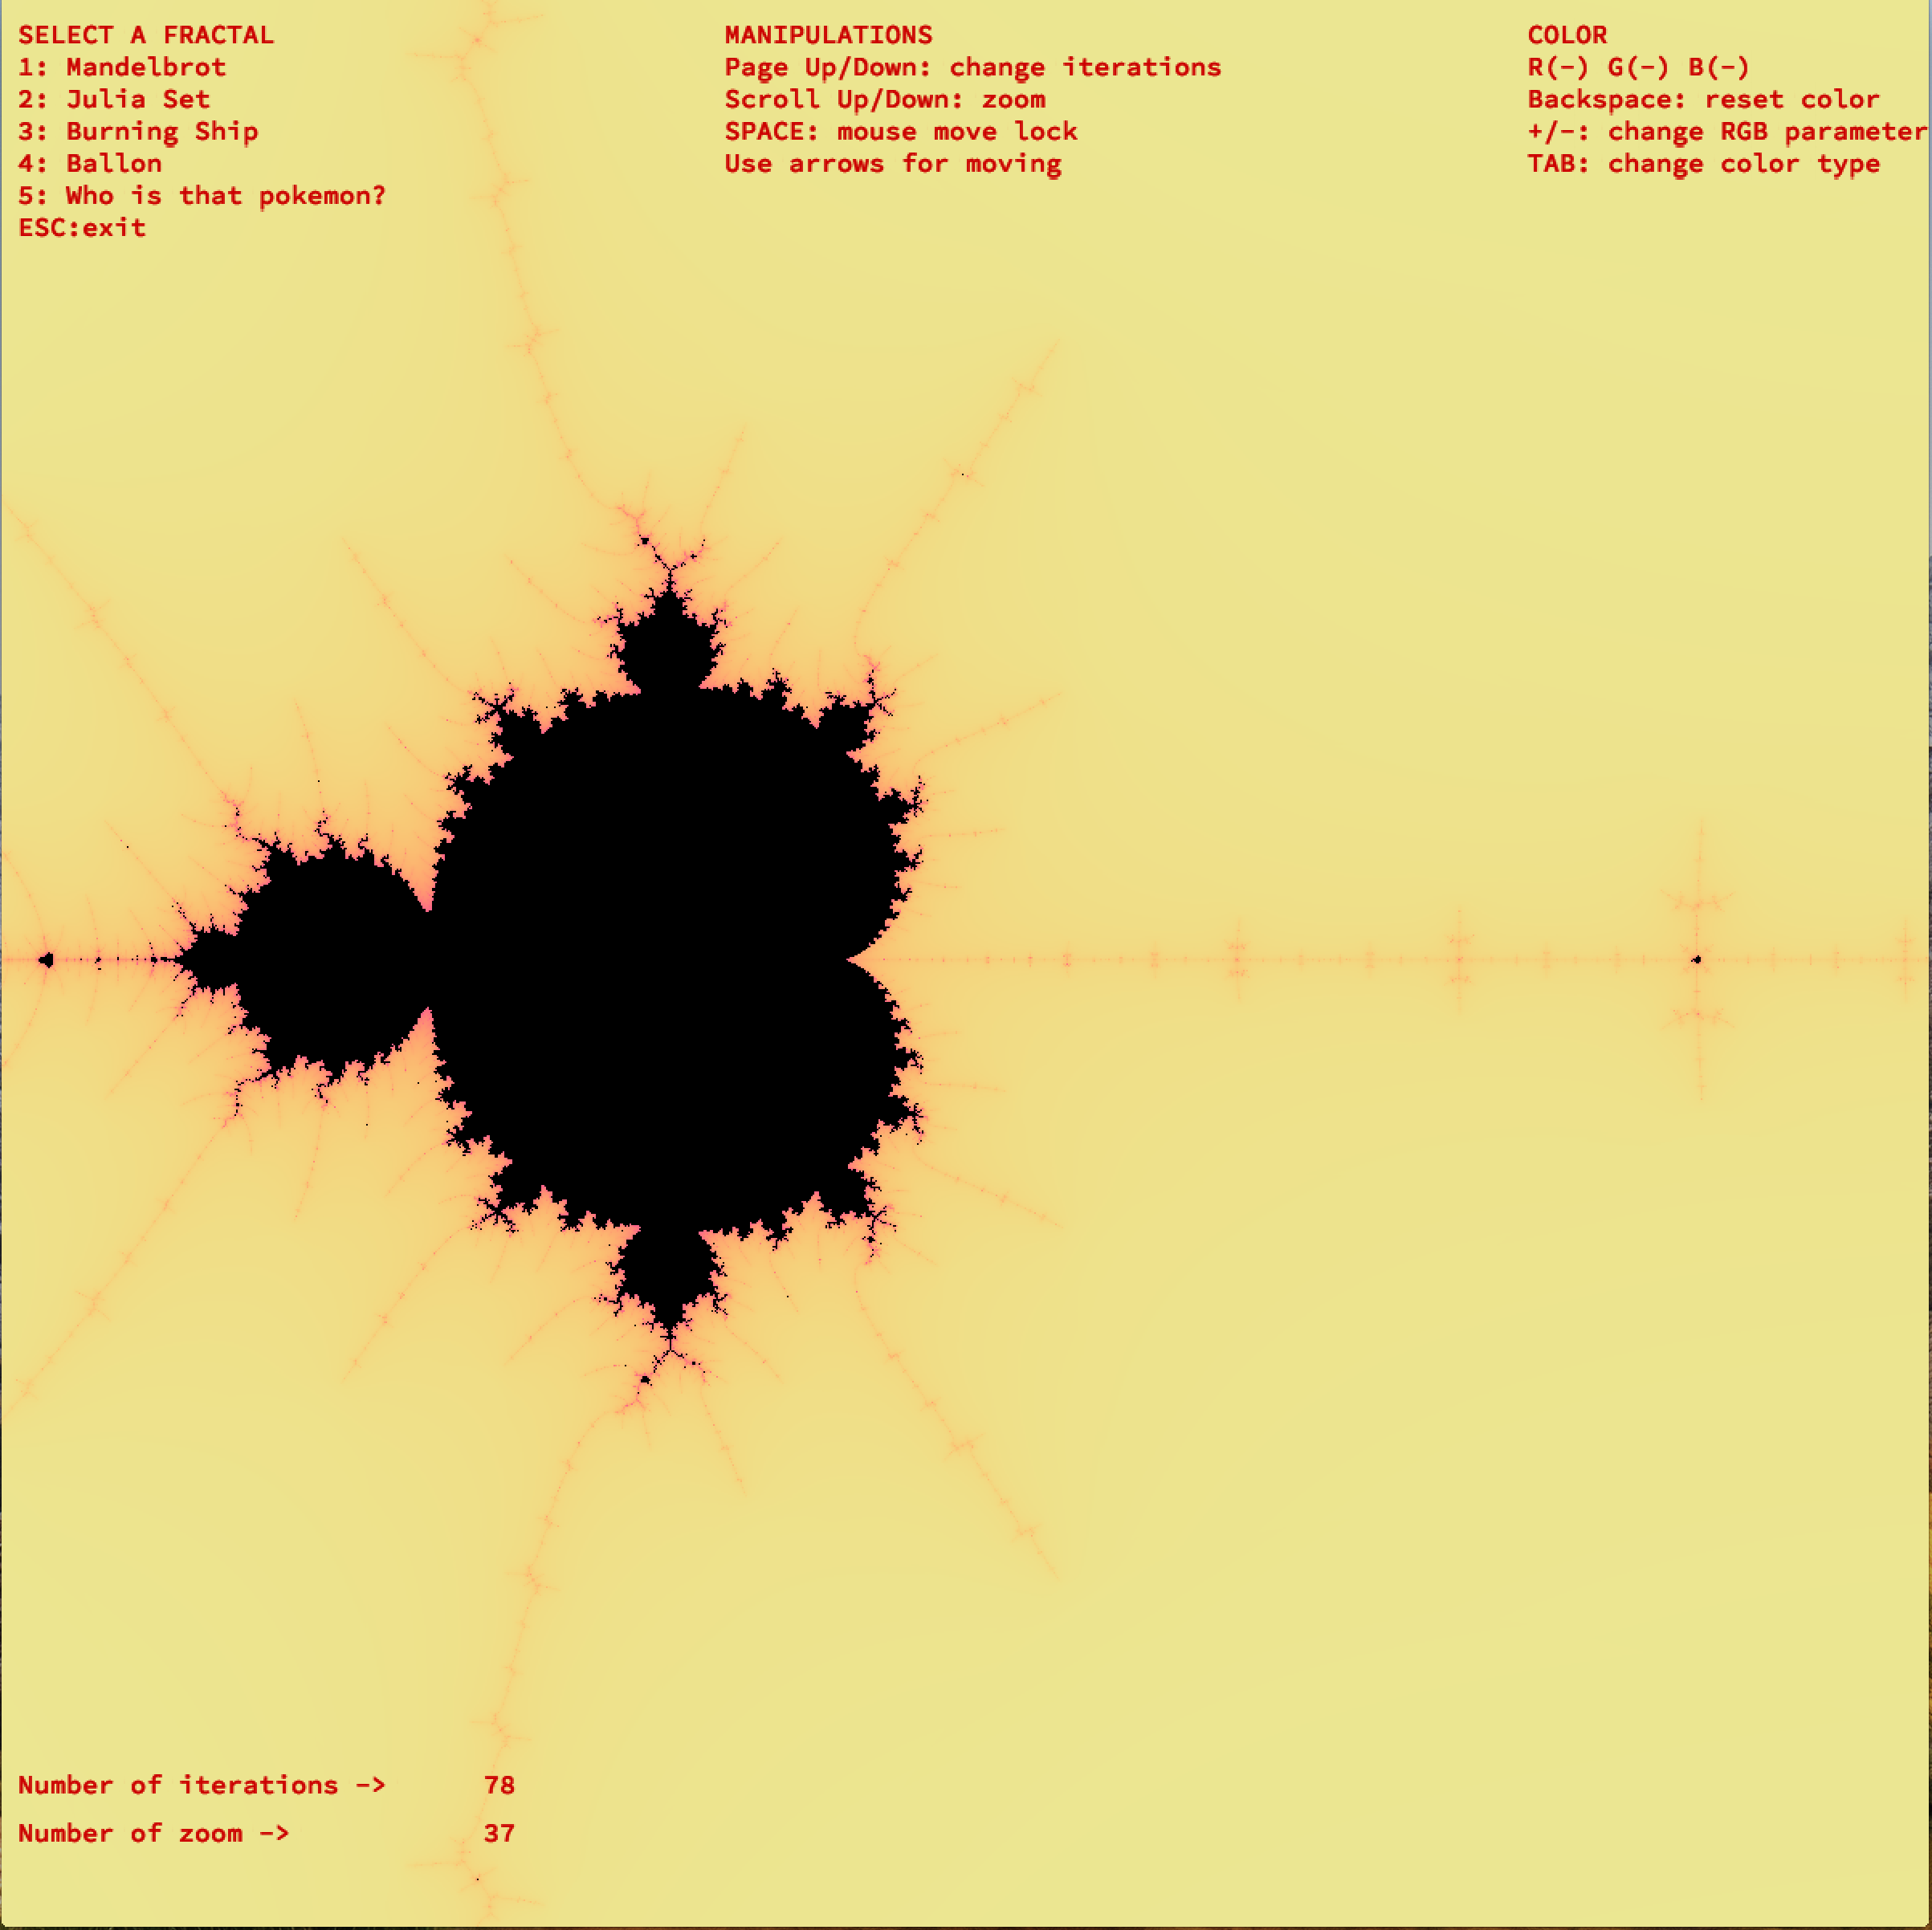 SELECT A FRACTAL
1: Mandelbrot
2: Julia Set
3: Burning Ship
4: Ballon
5: Who is that pokemon?
ESC:exit
MANIPULATIONS
Page Up/Down: change iterations
Scroll Up/Down: zoom
SPACE: mouse move lock
Use arrows for moving
COLOR
R(-) G(-) B(-)
Backspace: reset color
+/-: change RGB parameter
TAB: change color type
Number of iterations -> 78
Number of zoom -> 37